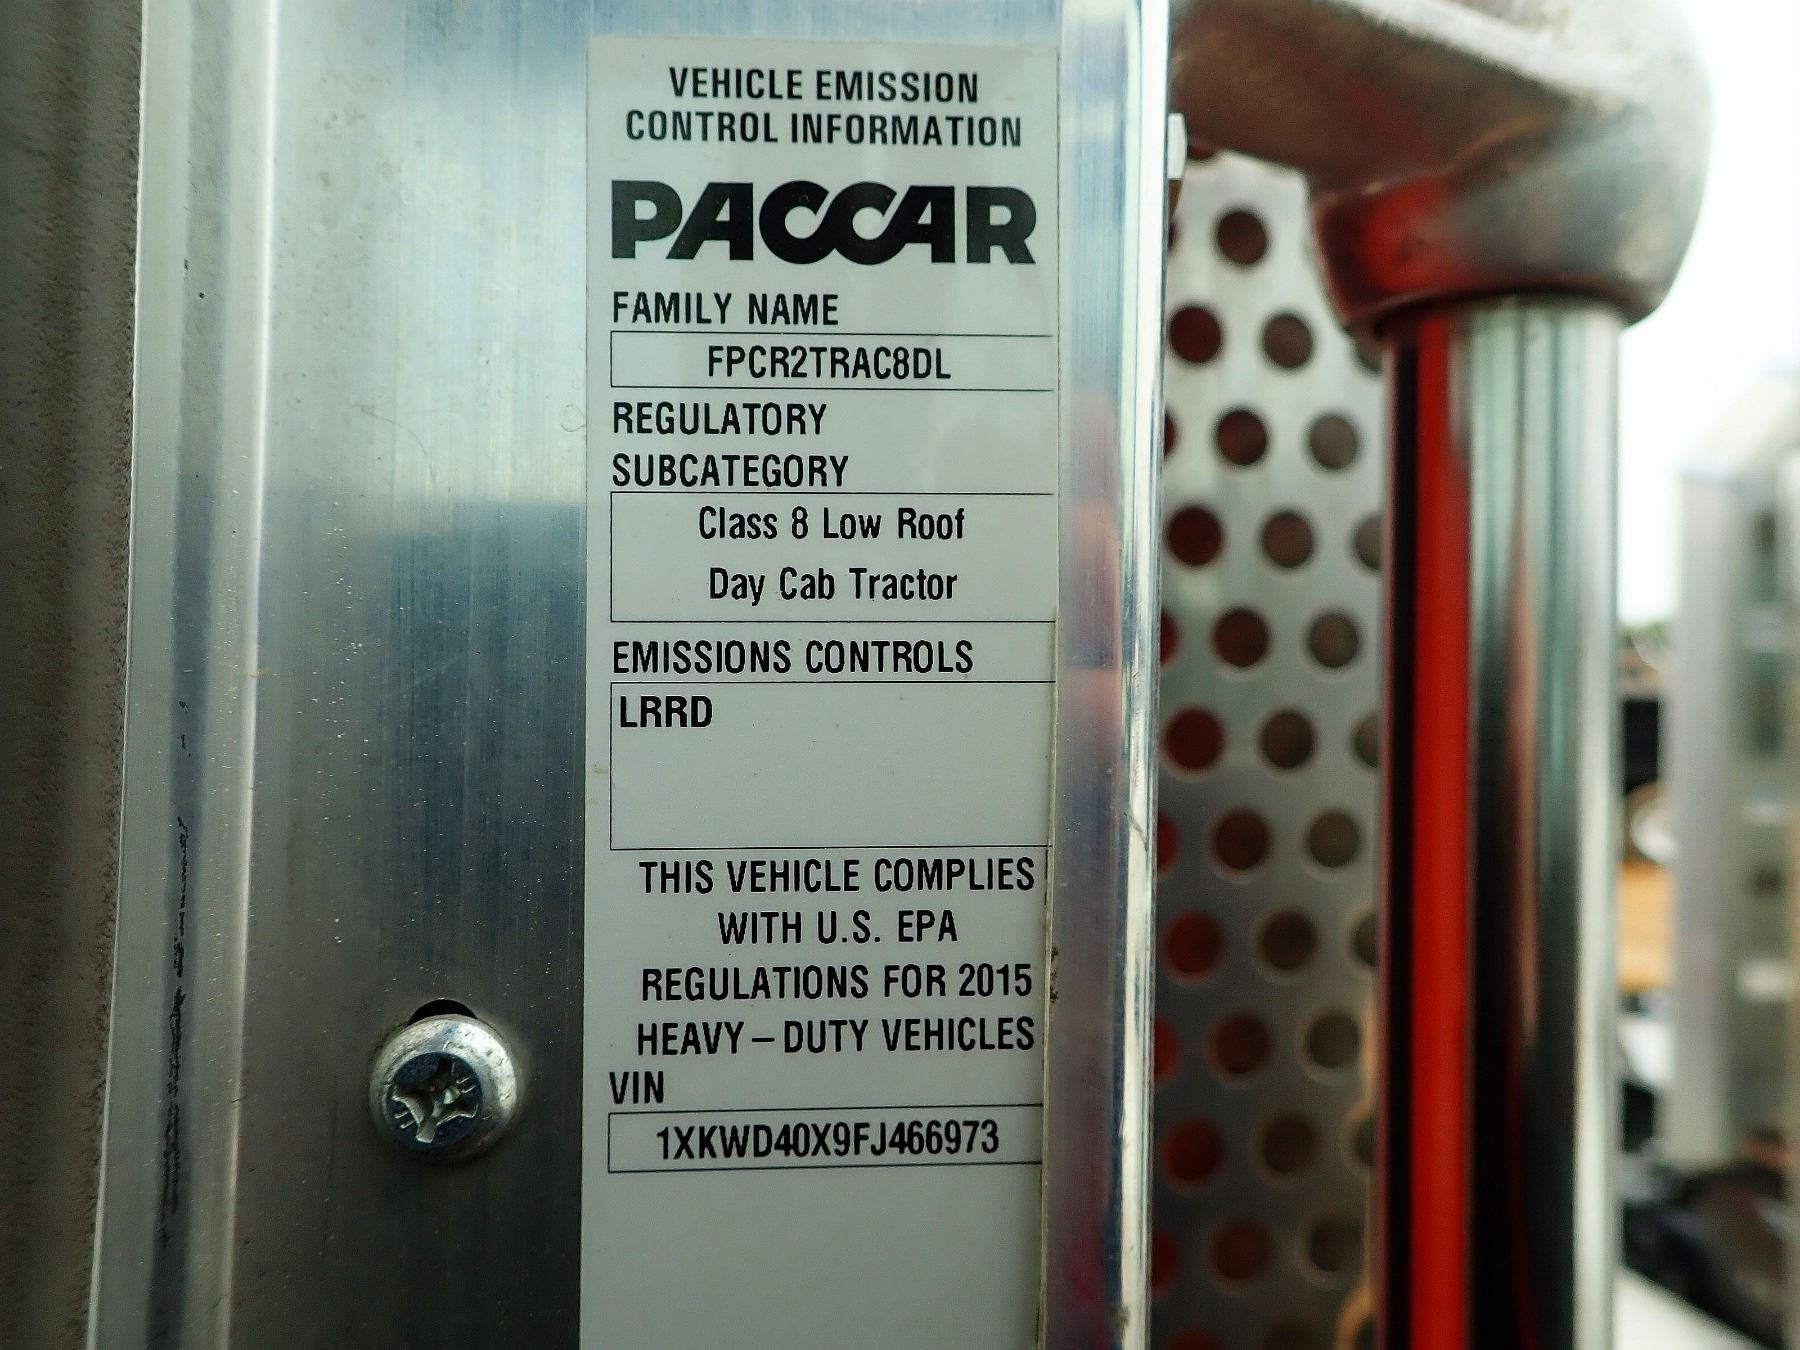 VEHICLE EMISSION
CONTROL INFORMATION
PACCAR
FAMILY NAME
FPCR2TRAC8DL
REGULATORY
SUBCATEGORY
Class 8 Low Roof
Day Cab Tractor
EMISSIONS CONTROLS
LRRD
THIS VEHICLE COMPLIES
WITH U.S. EPA
REGULATIONS FOR 2015
HEAVY–DUTY VEHICLES
VIN
1XKWD40X9FJ466973